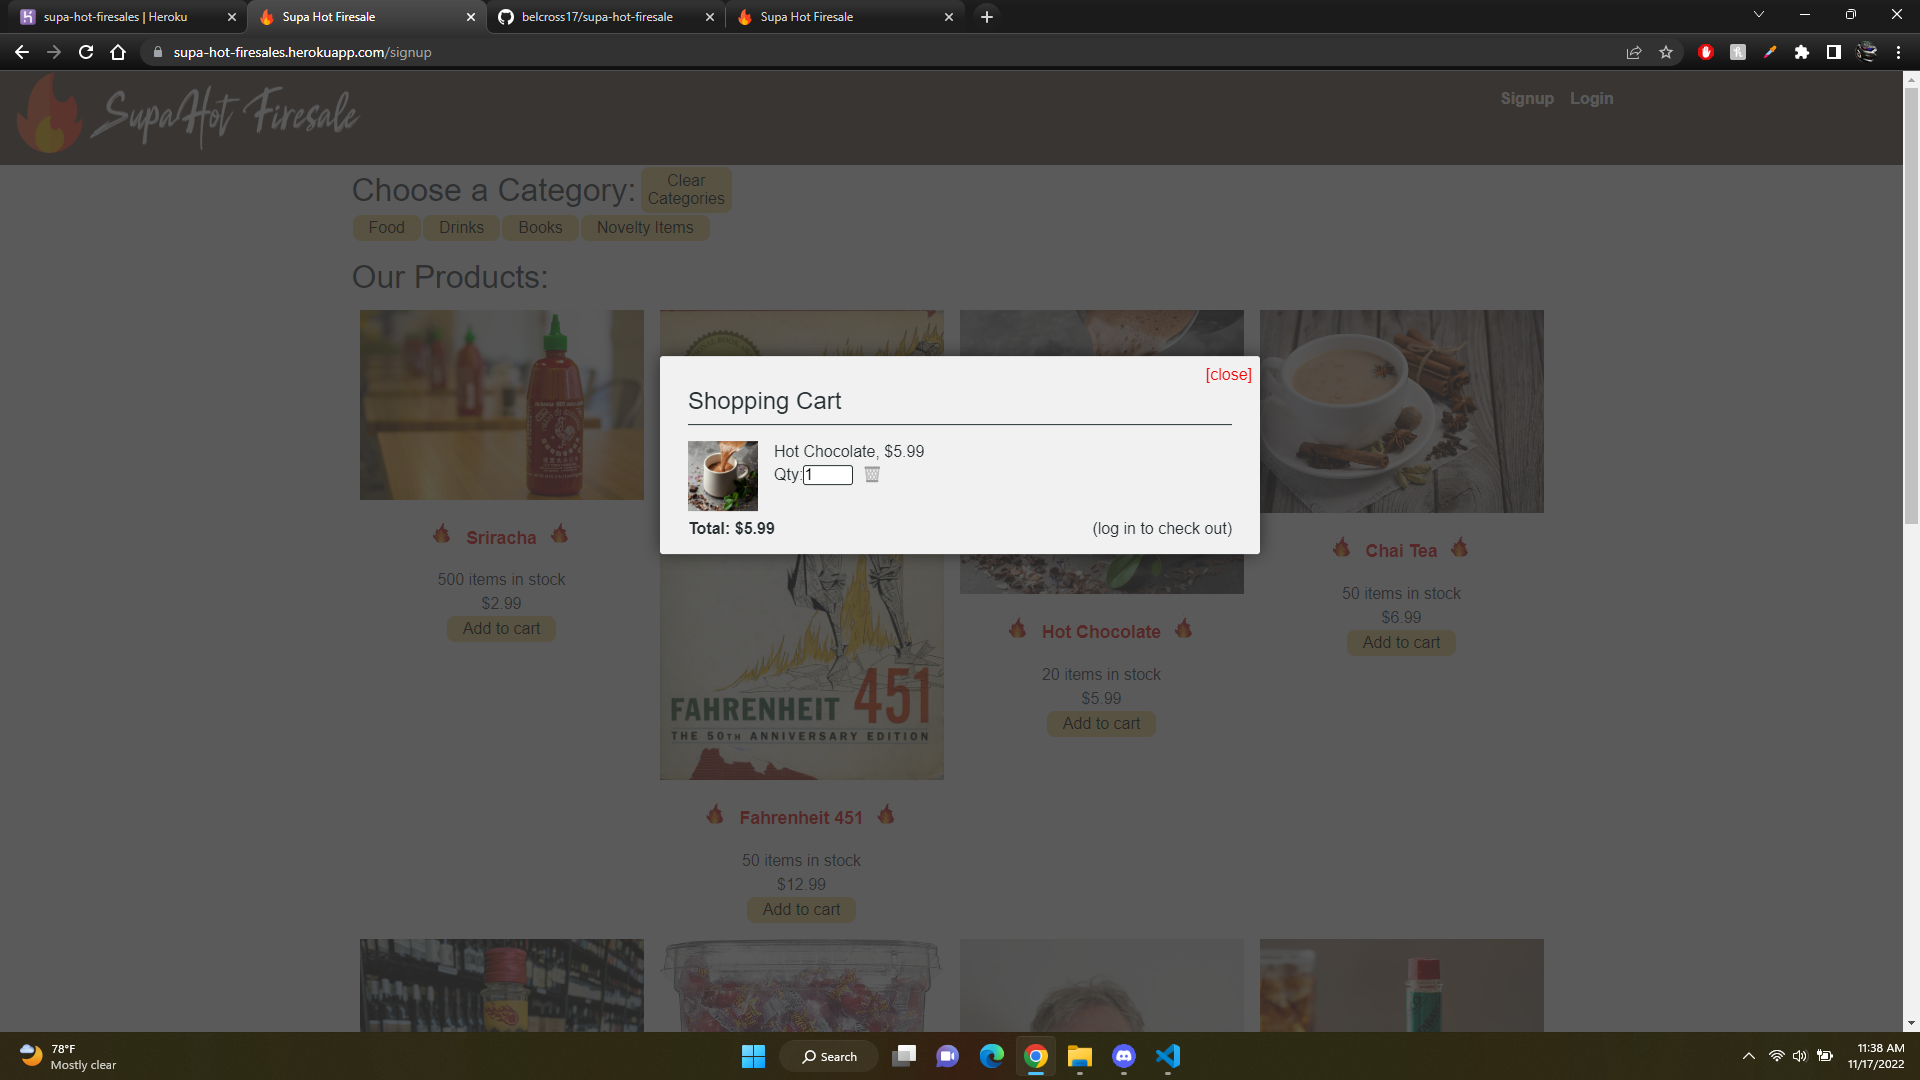 supa-hot-firesales | Heroku
Supa Hot Firesale
belcross17/supa-hot-firesale
Supa Hot Firesale
supa-hot-firesales.herokuapp.com/signup
SupaHot Firesale
Signup
Login
Choose a Category:
Clear
Categories
Food
Drinks
Books
Novelty Items
Our Products:
[close]
Shopping Cart
Hot Chocolate, $5.99
Qty:1
Total: $5.99
(log in to check out)
Sriracha
500 items in stock
$2.99
Add to cart
FAHRENHEIT 451
THE 50TH ANNIVERSARY EDITION
Fahrenheit 451
50 items in stock
$12.99
Add to cart
Hot Chocolate
20 items in stock
$5.99
Add to cart
Chai Tea
50 items in stock
$6.99
Add to cart
78°F
Mostly clear
Search
11:38 AM
11/17/2022